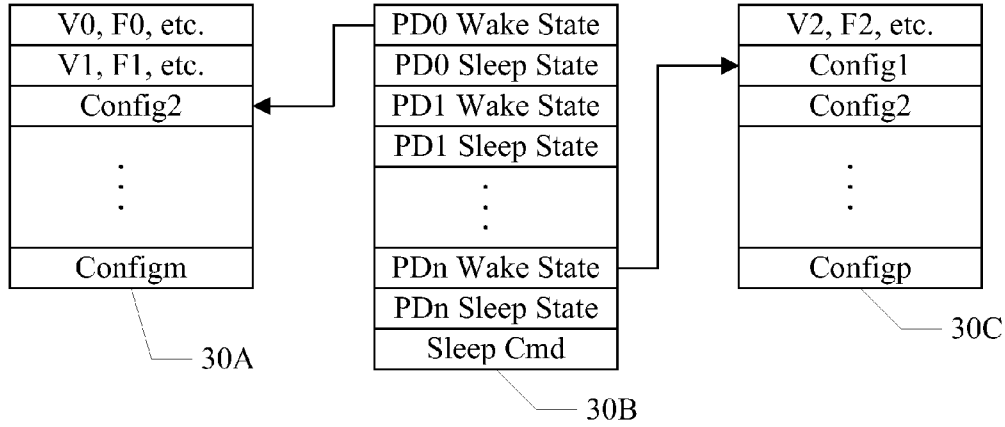 V0, F0, etc.
V1, F1, etc.
Config2
Configm
30A
PD0 Wake State
PD0 Sleep State
PD1 Wake State
PD1 Sleep State
PDn Wake State
PDn Sleep State
Sleep Cmd
30B
V2, F2, etc.
Config1
Config2
Configp
30C